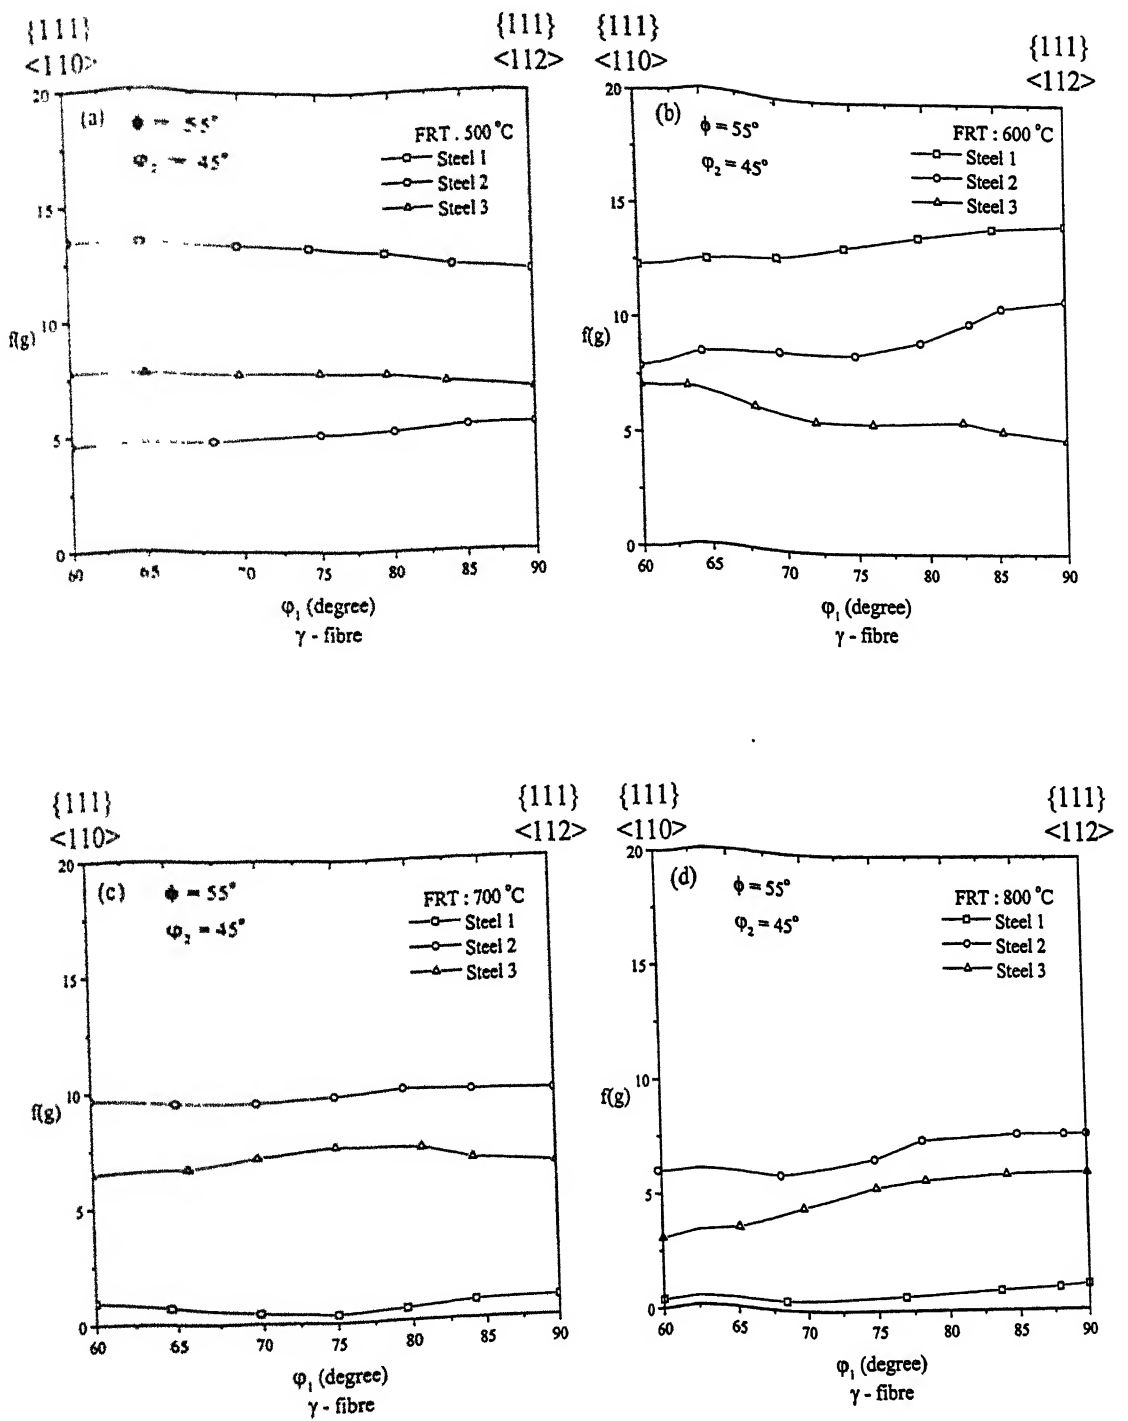 {111}
<110>
{111}
<112>
20
15
10
5
0
f(g)
(a)
ϕ = 55°
φ₂ = 45°
FRT . 500 °C
Steel 1
Steel 2
Steel 3
60 65 70 75 80 85 90
φ₁ (degree)
γ - fibre
{111}
<110>
{111}
<112>
20
15
10
5
0
f(g)
(b)
ϕ = 55°
φ₂ = 45°
FRT : 600 °C
Steel 1
Steel 2
Steel 3
60 65 70 75 80 85 90
φ₁ (degree)
γ - fibre
{111}
<110>
{111}
<112>
20
15
10
5
0
f(g)
(c)
ϕ = 55°
φ₂ = 45°
FRT : 700 °C
Steel 1
Steel 2
Steel 3
60 65 70 75 80 85 90
φ₁ (degree)
γ - fibre
{111}
<110>
{111}
<112>
20
15
10
5
0
f(g)
(d)
ϕ = 55°
φ₂ = 45°
FRT : 800 °C
Steel 1
Steel 2
Steel 3
60 65 70 75 80 85 90
φ₁ (degree)
γ - fibre